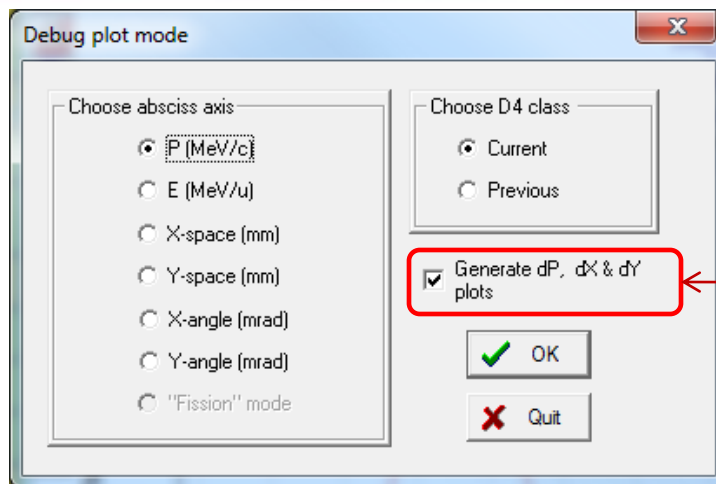 Debug plot mode
Choose absciss axis
P (MeV/c)
E (MeV/u)
X-space (mm)
Y-space (mm)
X-angle (mrad)
Y-angle (mrad)
"Fission" mode
Choose D4 class
Current
Previous
Generate dP, dX & dY
plots
OK
Quit